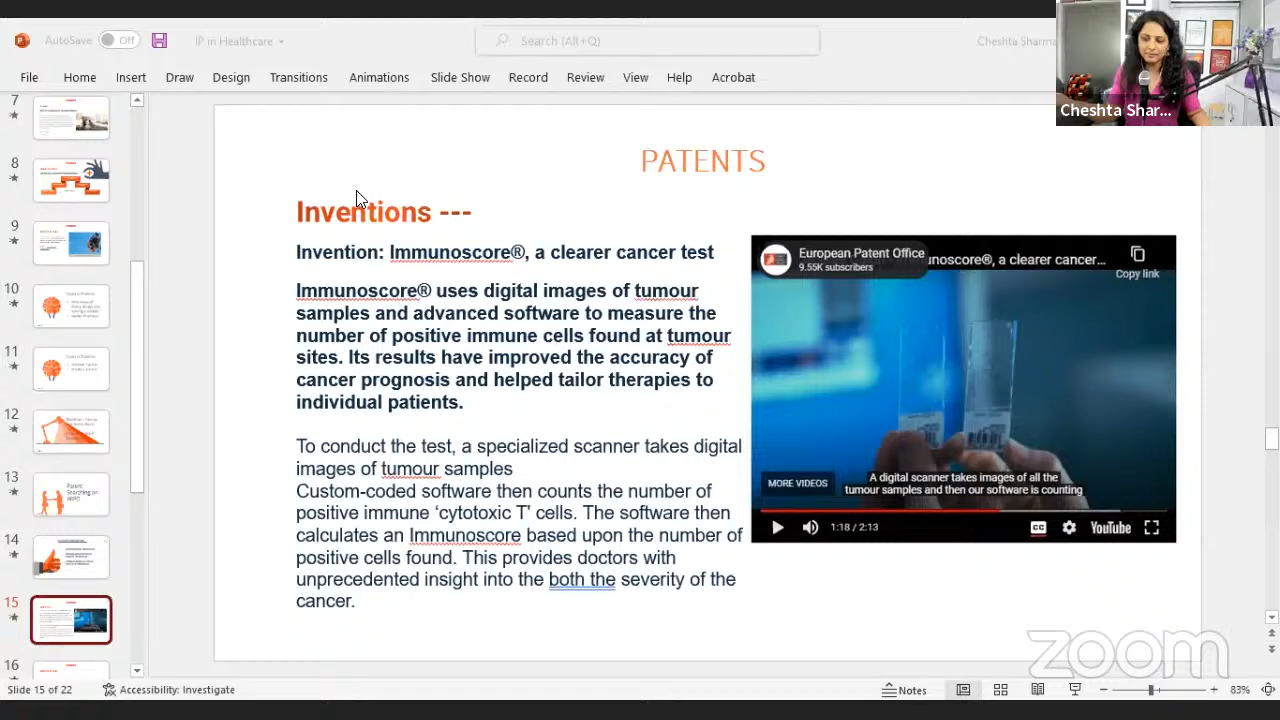 AutoSave
Off
IP in Healthcare
Search (Alt+Q)
Cheshta Sharma
File Home Insert Draw Design Slide Show Transitions Animations Record Review View Help Acrobat
Cheshta Shar...
7
8
9
10
11
12
13
14
15
16
PATENTS
Inventions ---
Invention: Immunoscore®, a clearer cancer test
Immunoscore® uses digital images of tumour
samples and advanced software to measure the
number of positive immune cells found at tumour
sites. Its results have improved the accuracy of
cancer prognosis and helped tailor therapies to
individual patients.
To conduct the test, a specialized scanner takes digital
images of tumour samples
Custom-coded software then counts the number of
positive immune ‘cytotoxic T’ cells. The software then
calculates an Immunoscore based upon the number of
positive cells found. This provides doctors with
unprecedented insight into the both the severity of the
cancer.
European Patent Office
9.55K subscribers
munoscore®, a clearer cancer...
Copy link
MORE VIDEOS
A digital scanner takes images of all the
tumour samples and then our software is counting
1:18 / 2:13
CC
YouTube
Patent
Searching on
WIPO
zoom
Slide 15 of 22
Accessibility: Investigate
Notes
83%